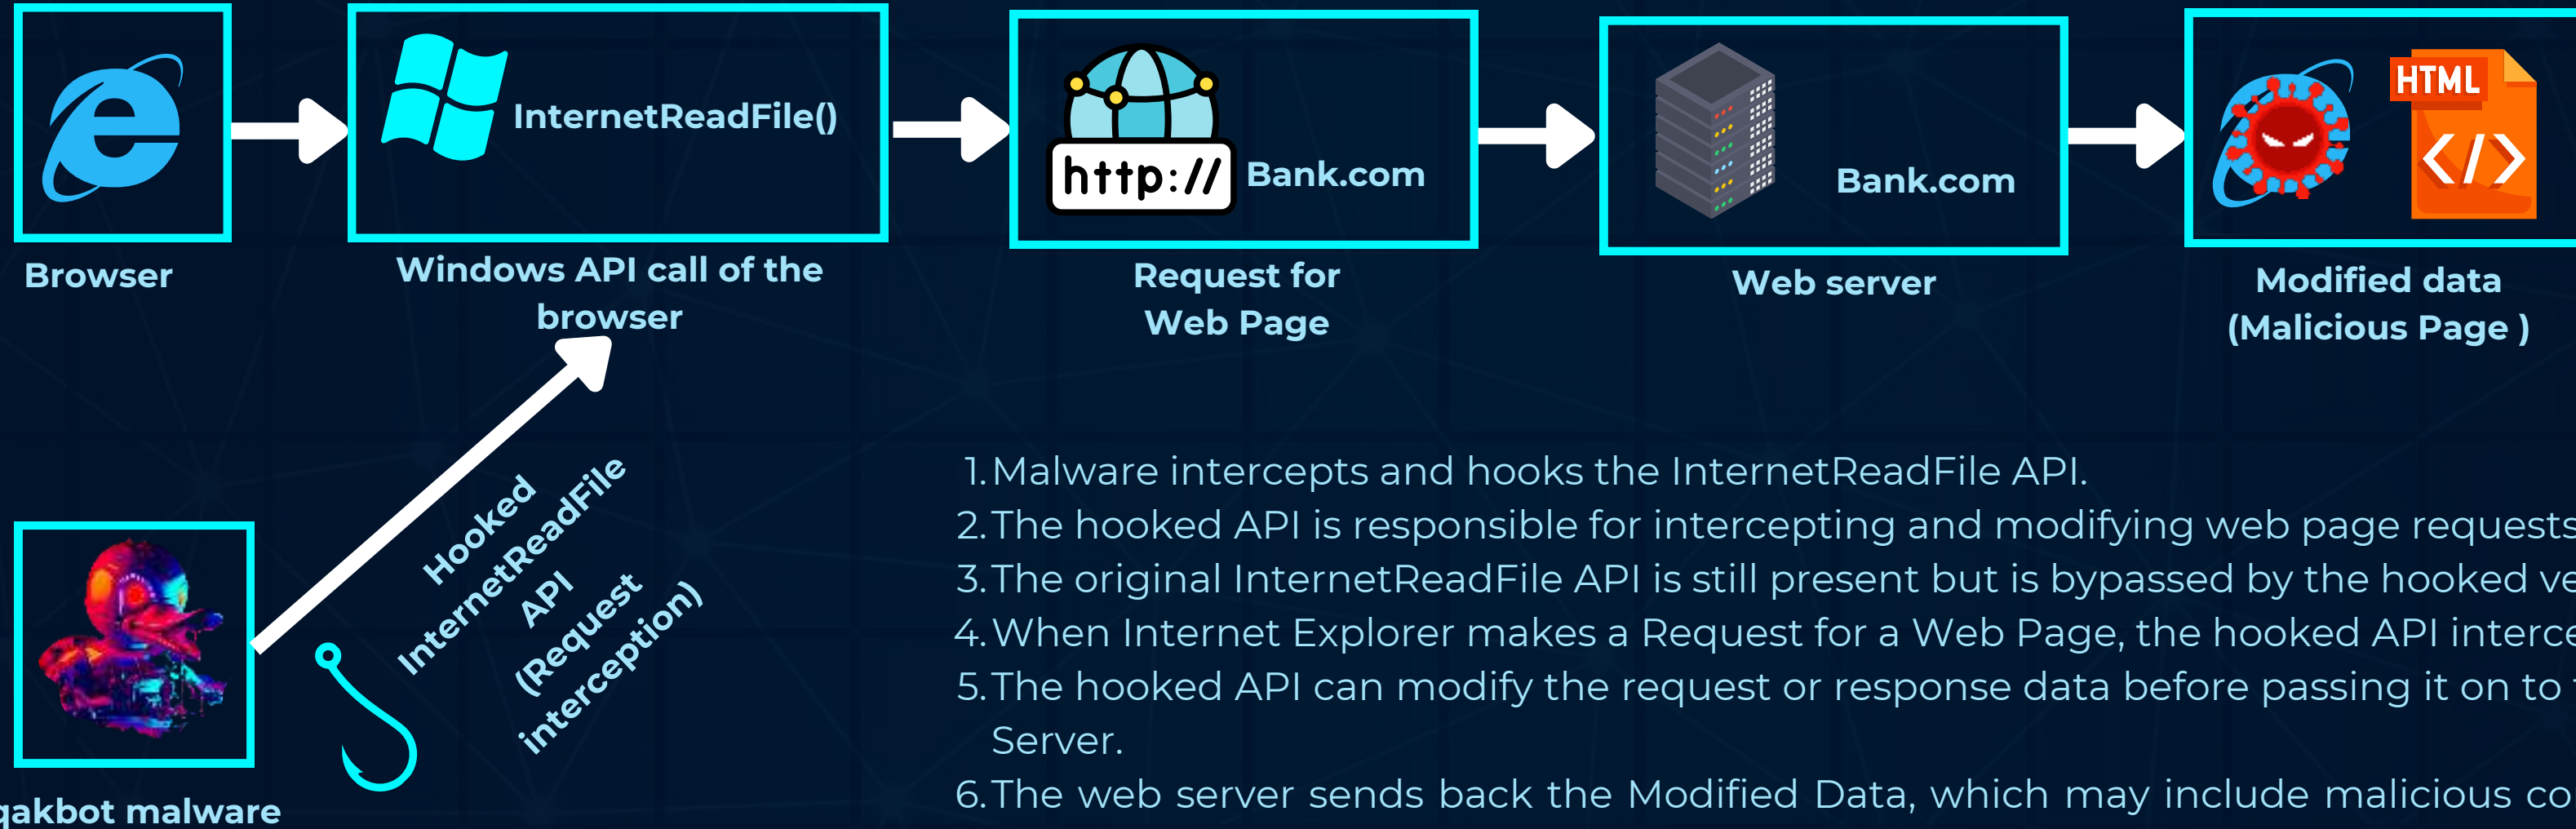 InternetReadFile()
http://
Bank.com
Bank.com
HTML
</>
Browser
Windows API call of the
browser
Request for
Web Page
Web server
Modified data
(Malicious Page )
Hooked
InternetReadFile
API
(Request
interception)
qakbot malware
1.Malware intercepts and hooks the InternetReadFile API.
2.The hooked API is responsible for intercepting and modifying web page requests
3.The original InternetReadFile API is still present but is bypassed by the hooked
4.When Internet Explorer makes a Request for a Web Page, the hooked API
5.The hooked API can modify the request or response data before passing it on to
Server.
6.The web server sends back the Modified Data, which may include malicious